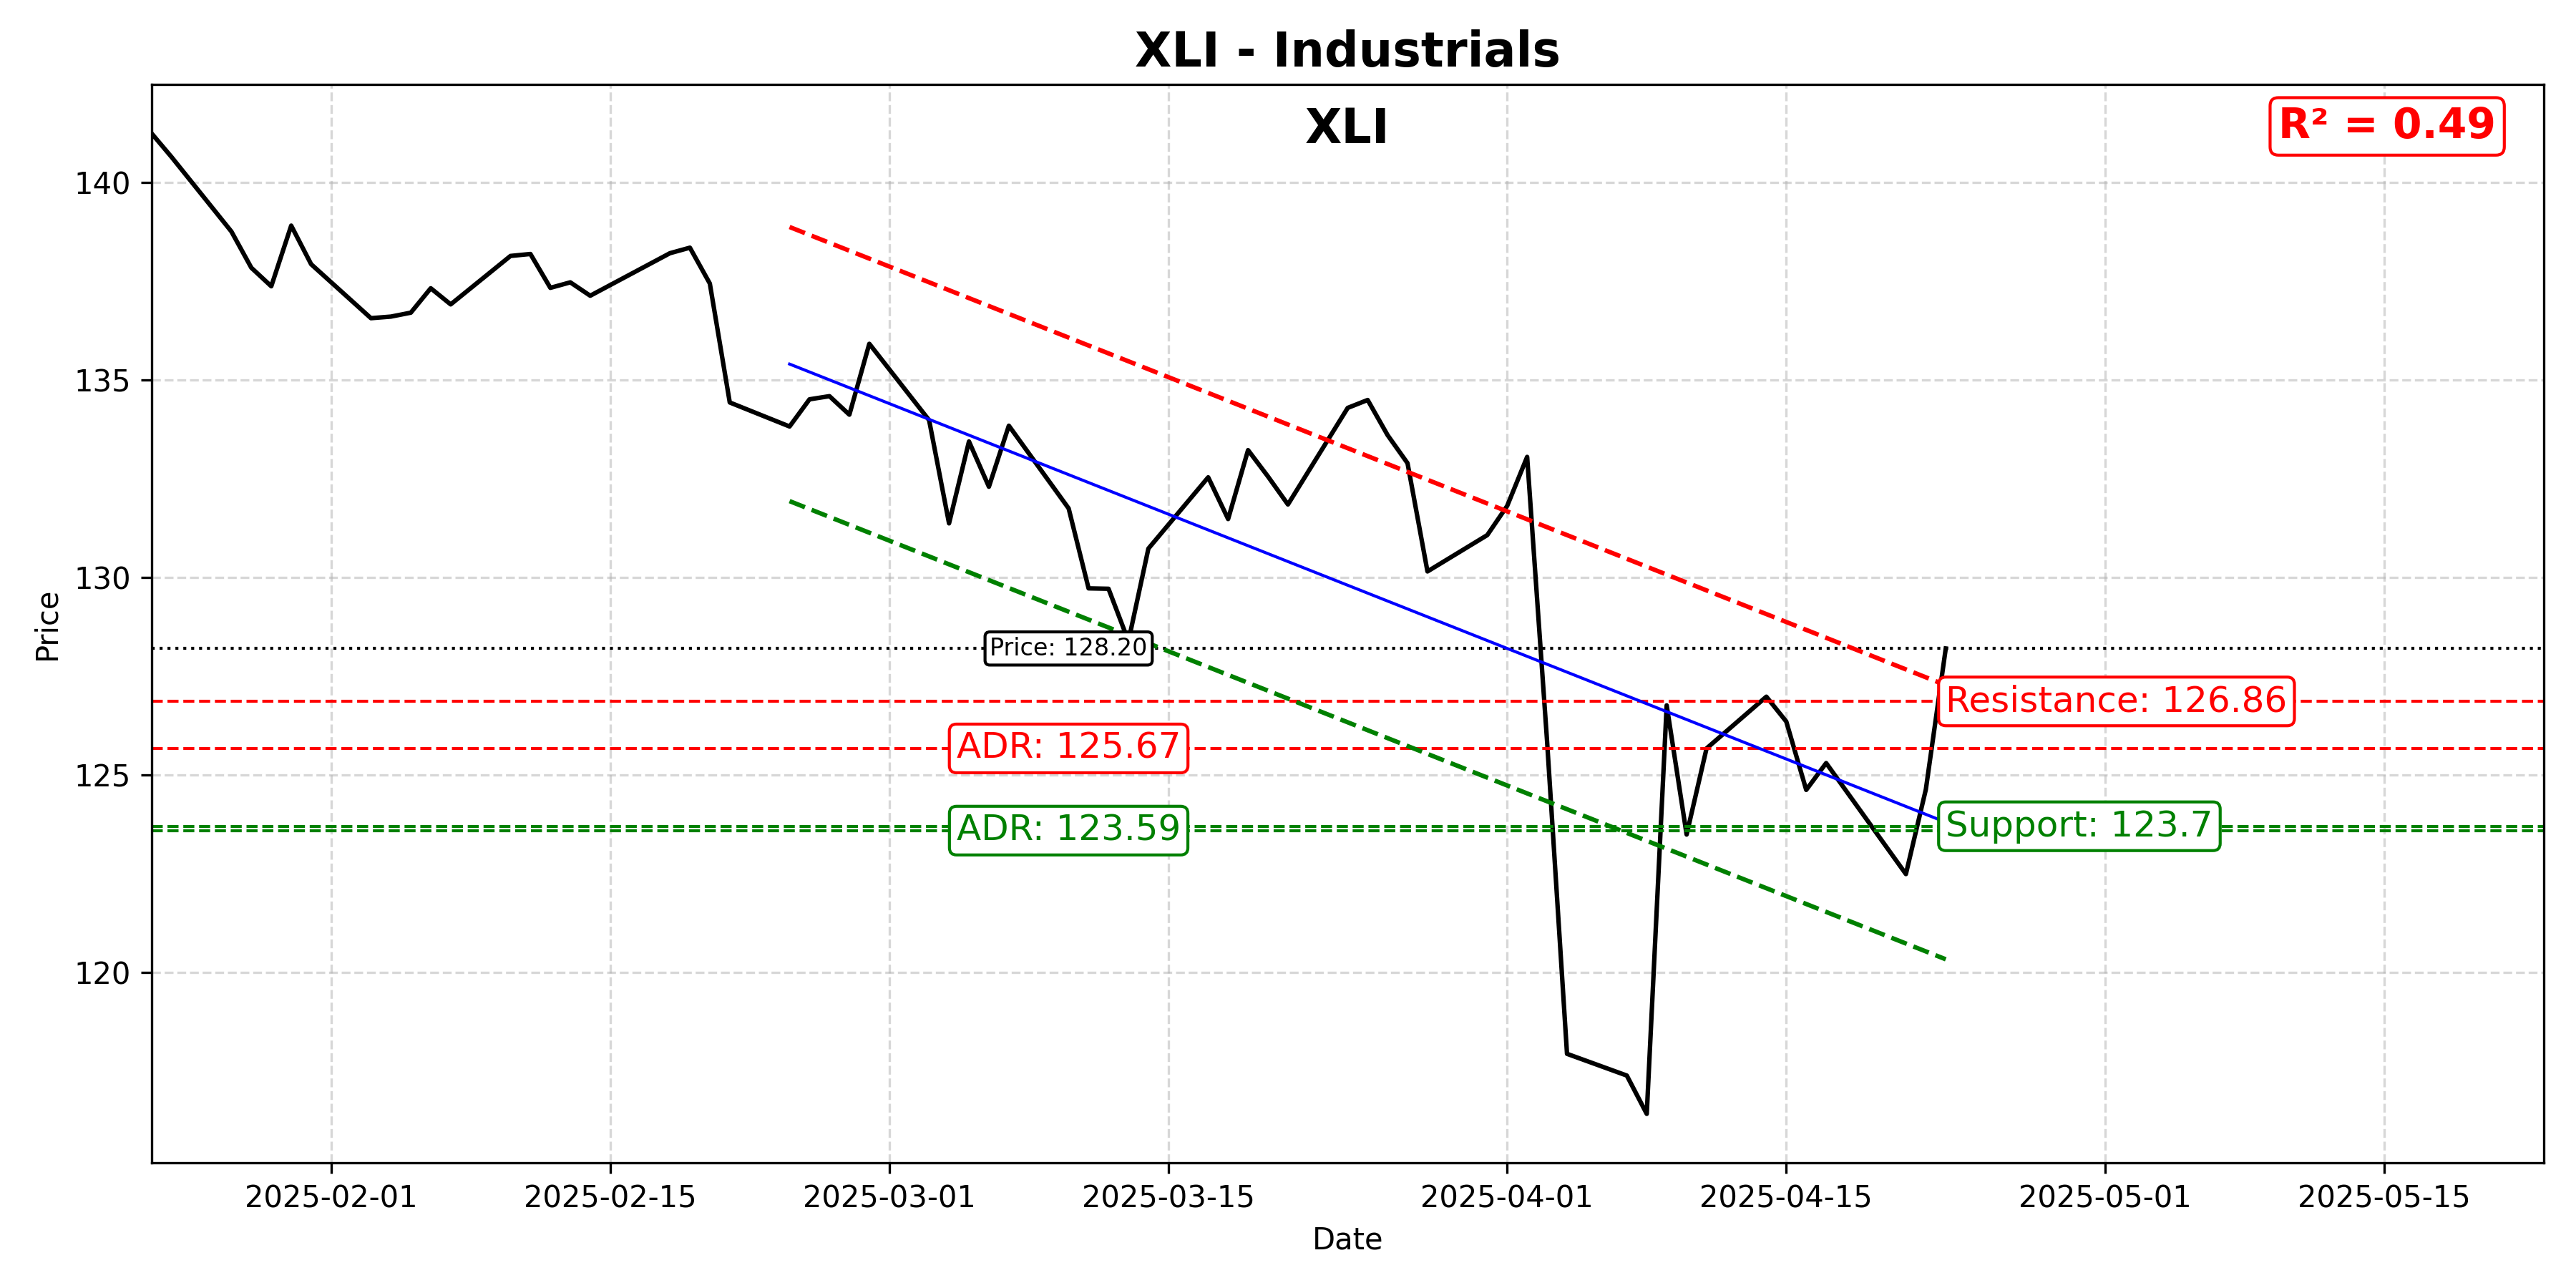 XLI - Industrials
XLI
R² = 0.49
140
135
130
125
120
Price
Price: 128.20
Resistance: 126.86
ADR: 125.67
ADR: 123.59
Support: 123.7
2025-02-01
2025-02-15
2025-03-01
2025-03-15
2025-04-01
2025-04-15
2025-05-01
2025-05-15
Date